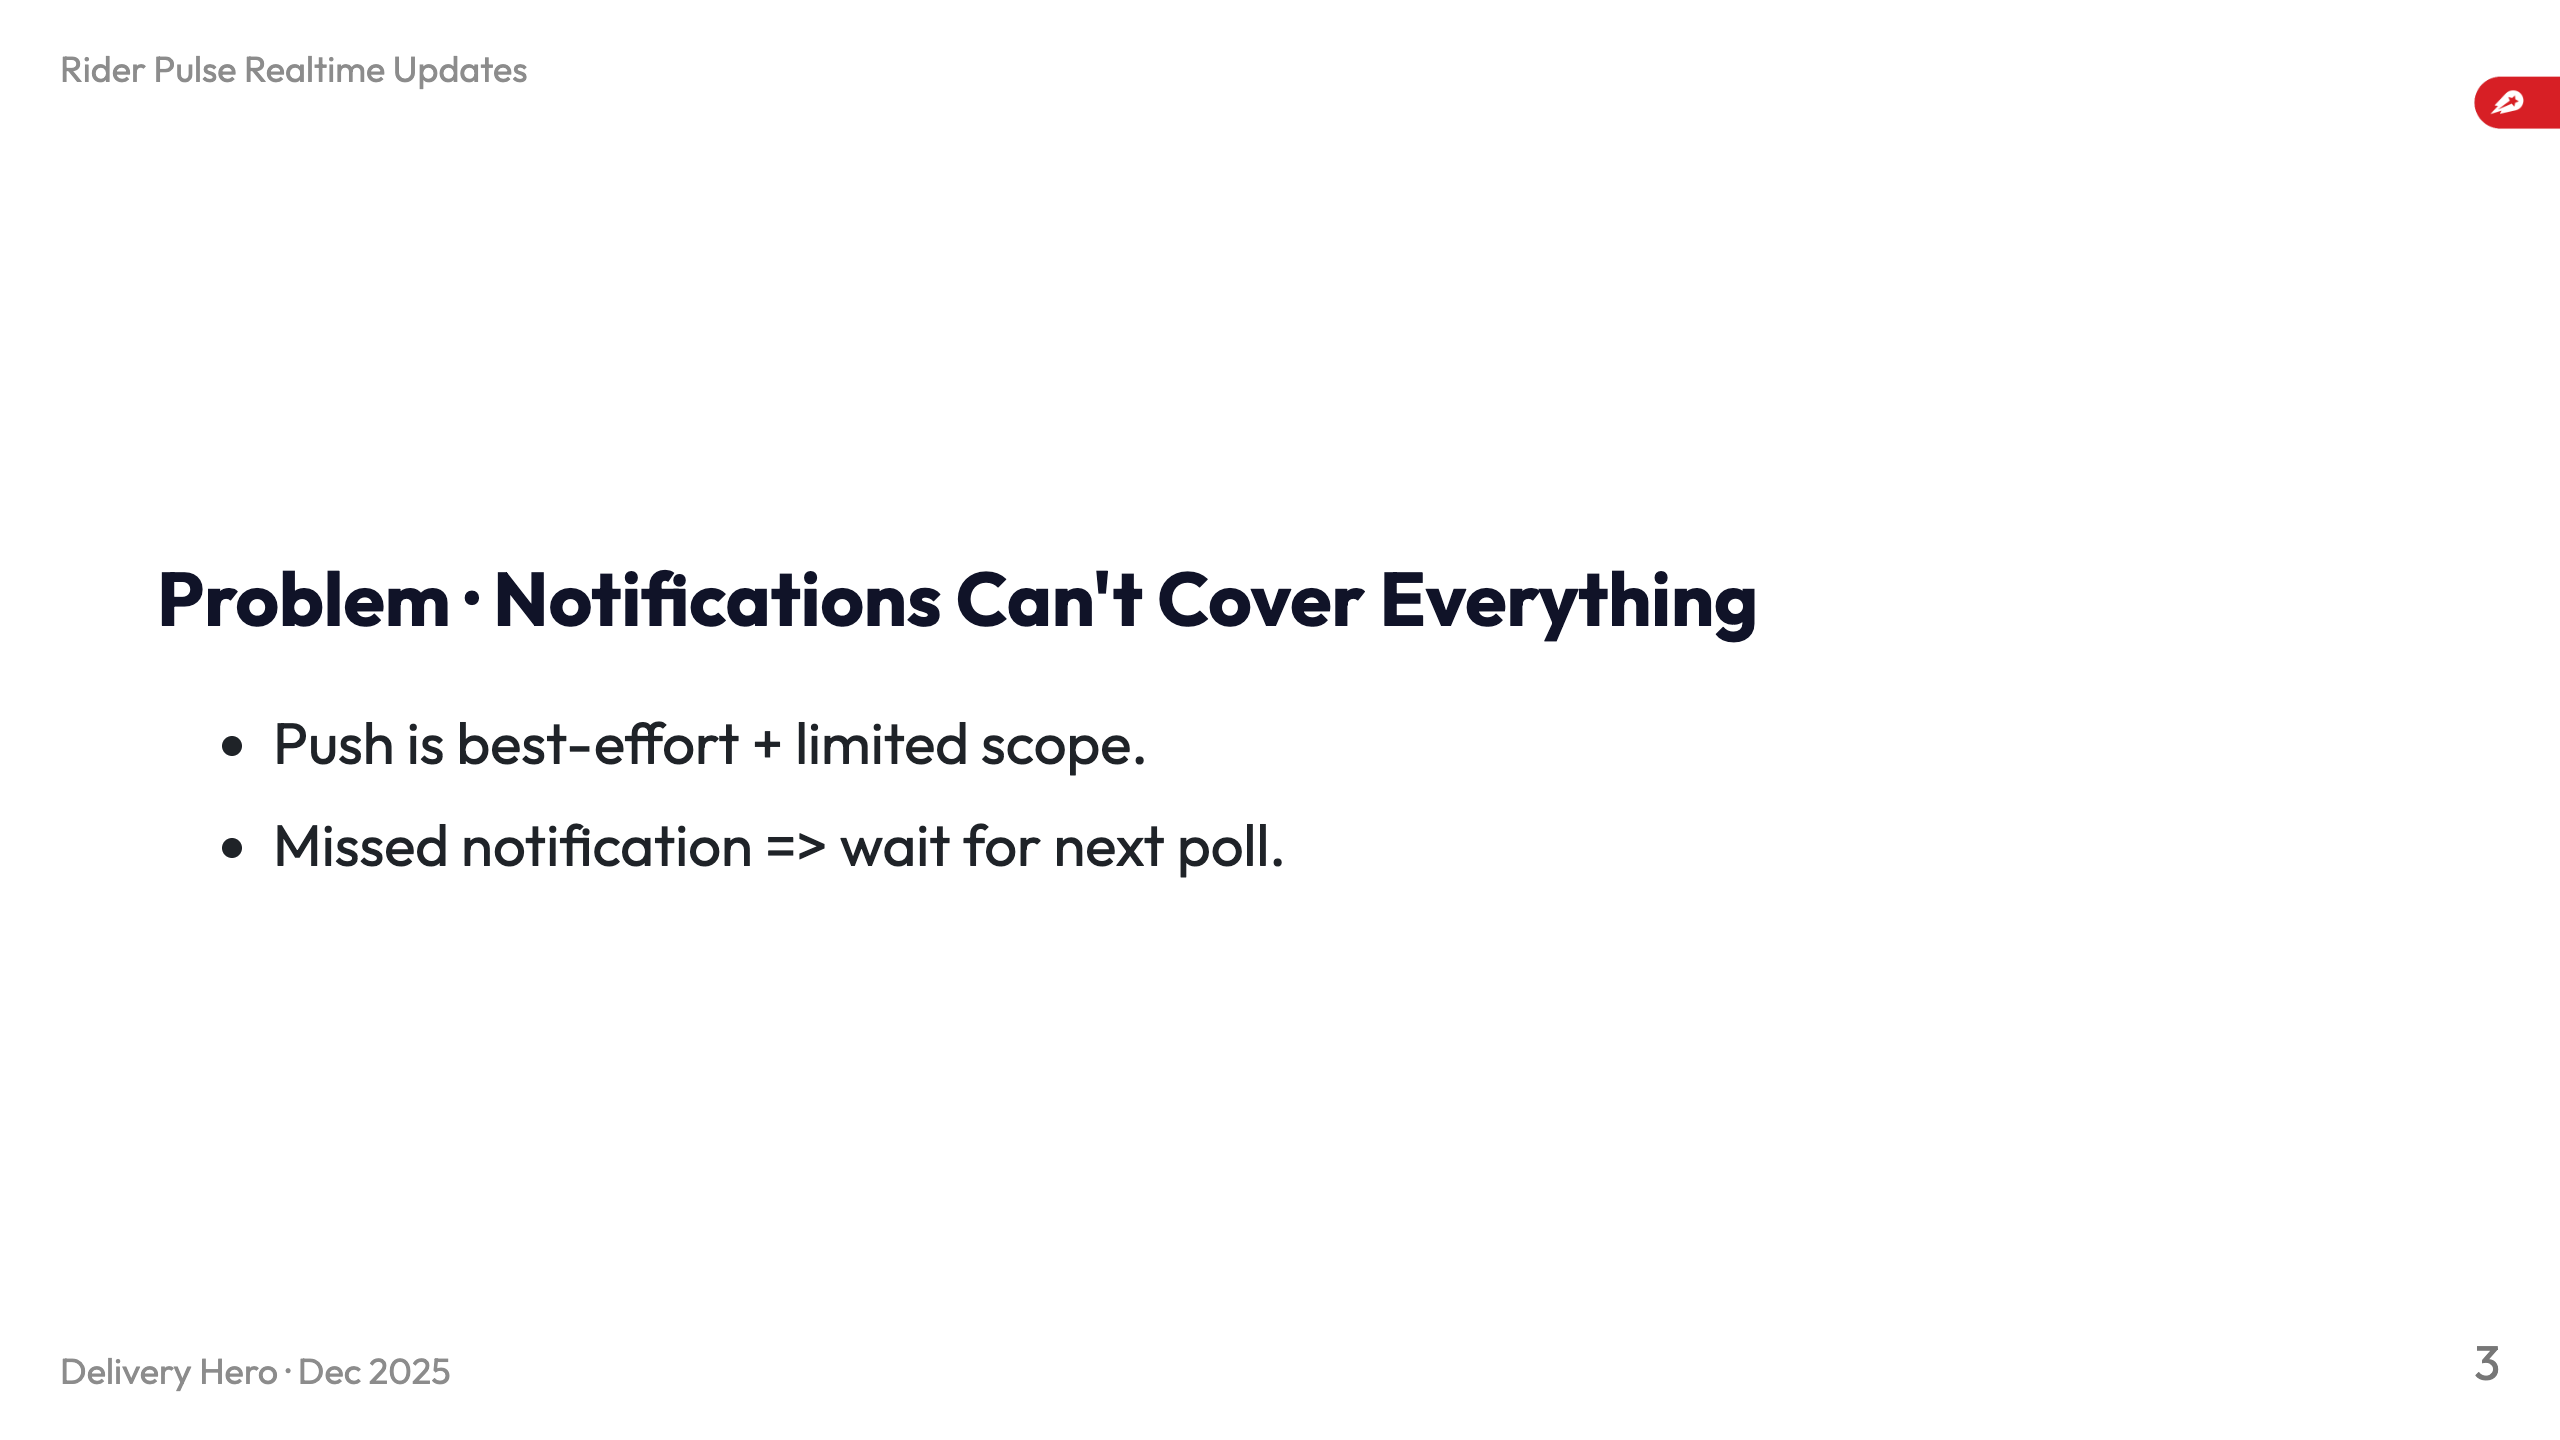 Rider Pulse Realtime Updates
Problem · Notifications Can't Cover Everything
• Push is best-effort + limited scope.
• Missed notification => wait for next poll.
Delivery Hero · Dec 2025
3